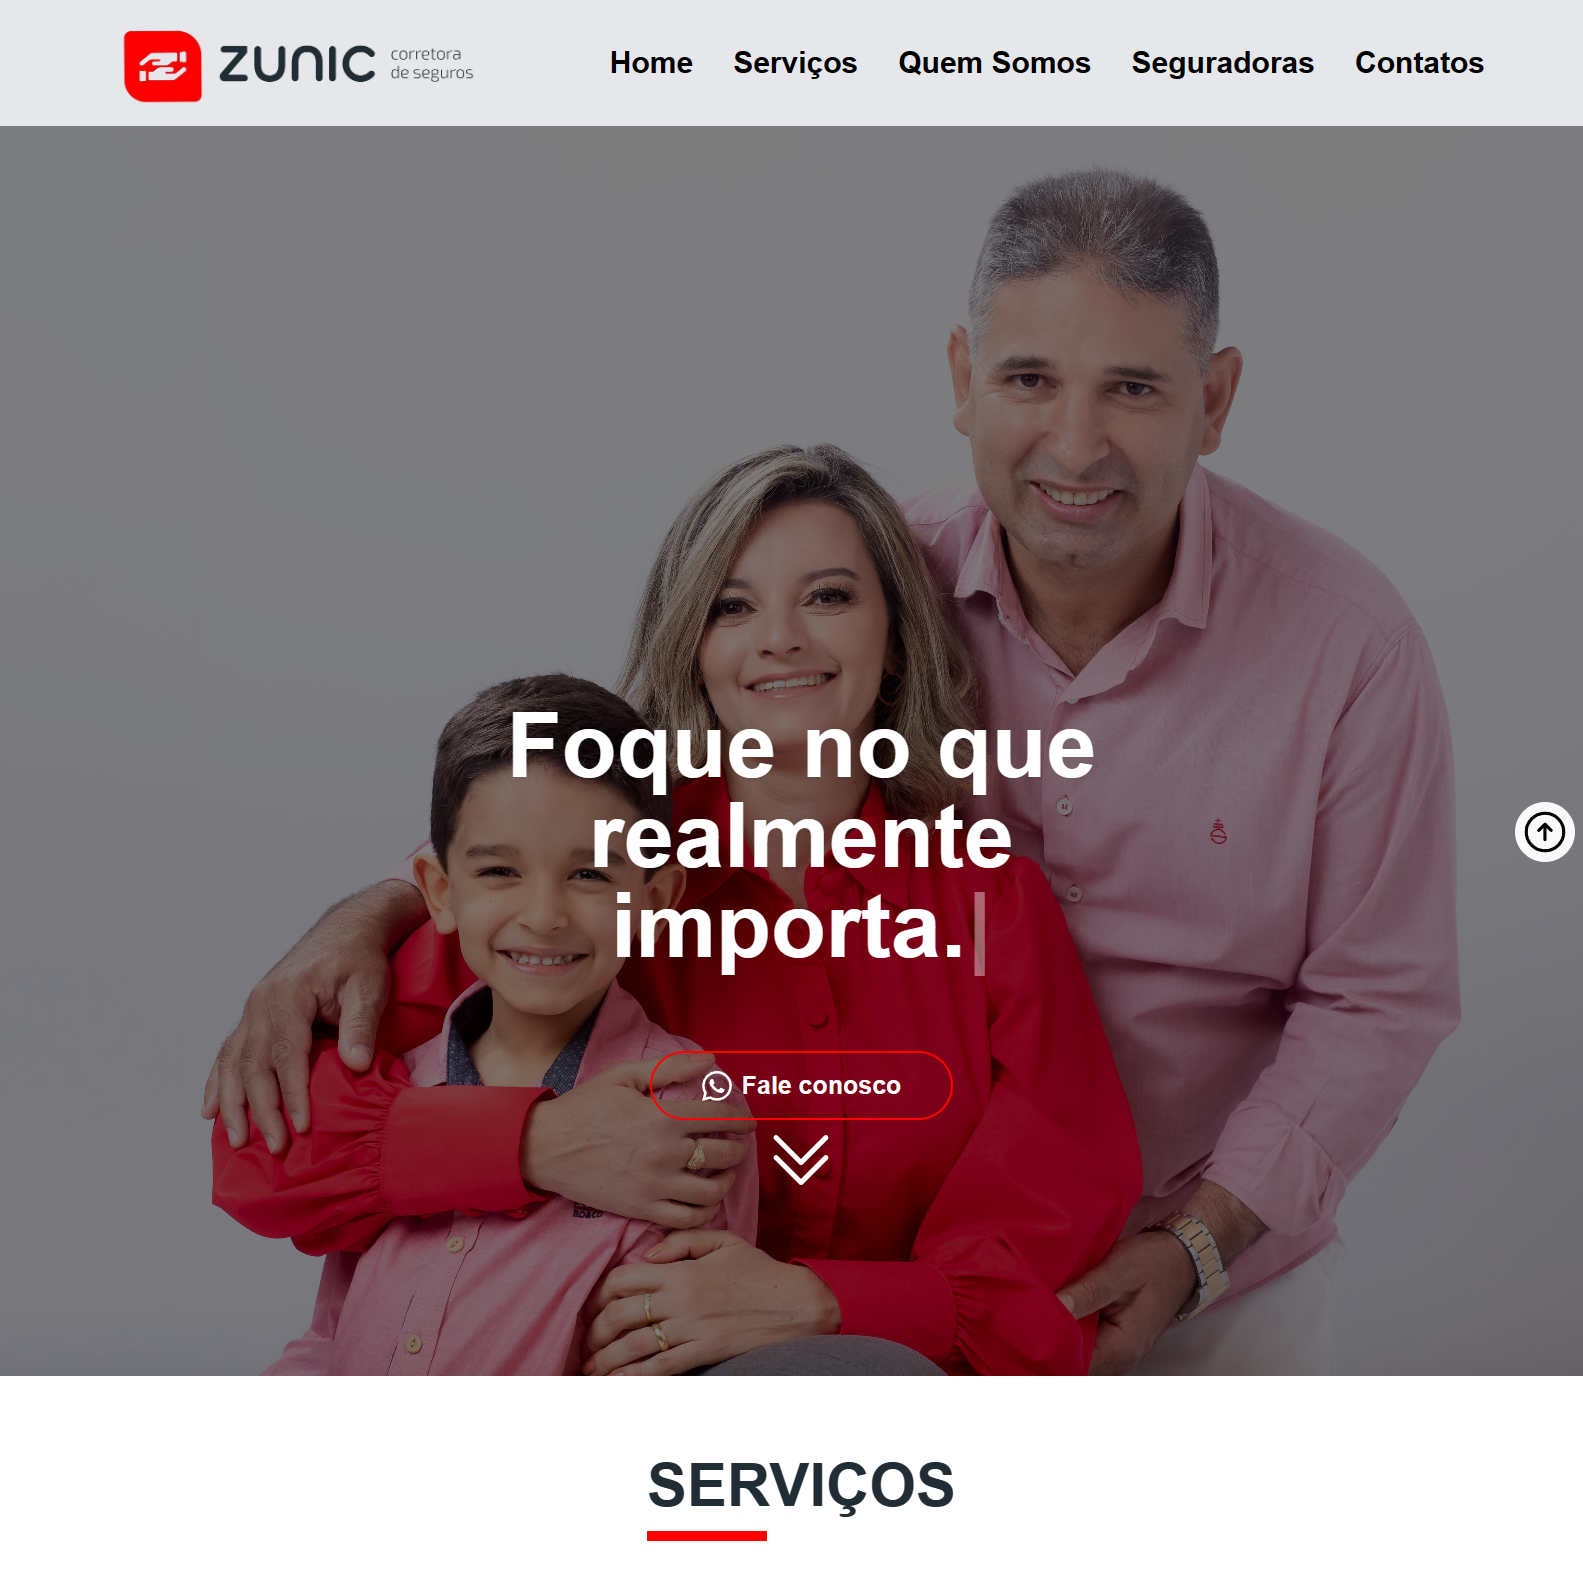 ZUNIC corretora
de seguros
Home Serviços Quem Somos Seguradoras Contatos
Foque no que
realmente
importa.
Fale conosco
SERVIÇOS